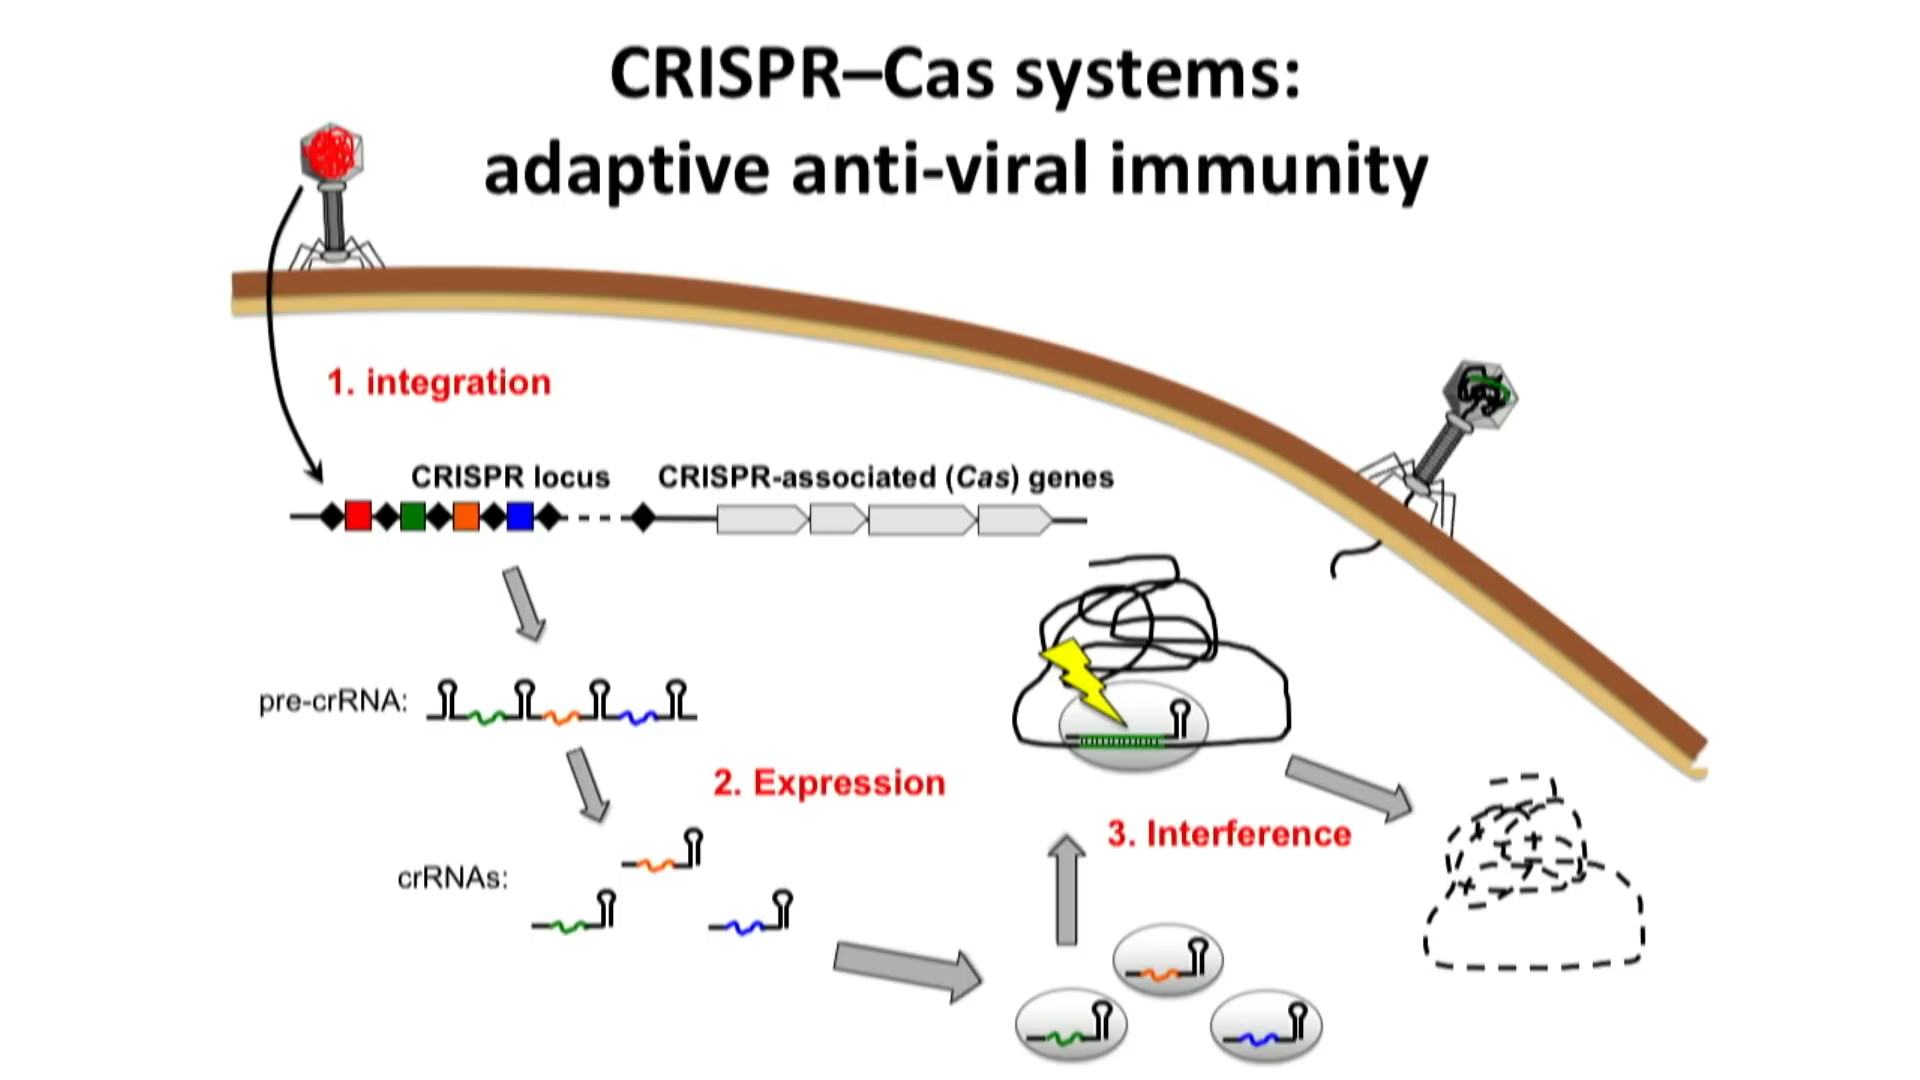 CRISPR–Cas systems:
adaptive anti-viral immunity
1. integration
CRISPR locus
CRISPR-associated (Cas) genes
pre-crRNA:
2. Expression
3. Interference
crRNAs: